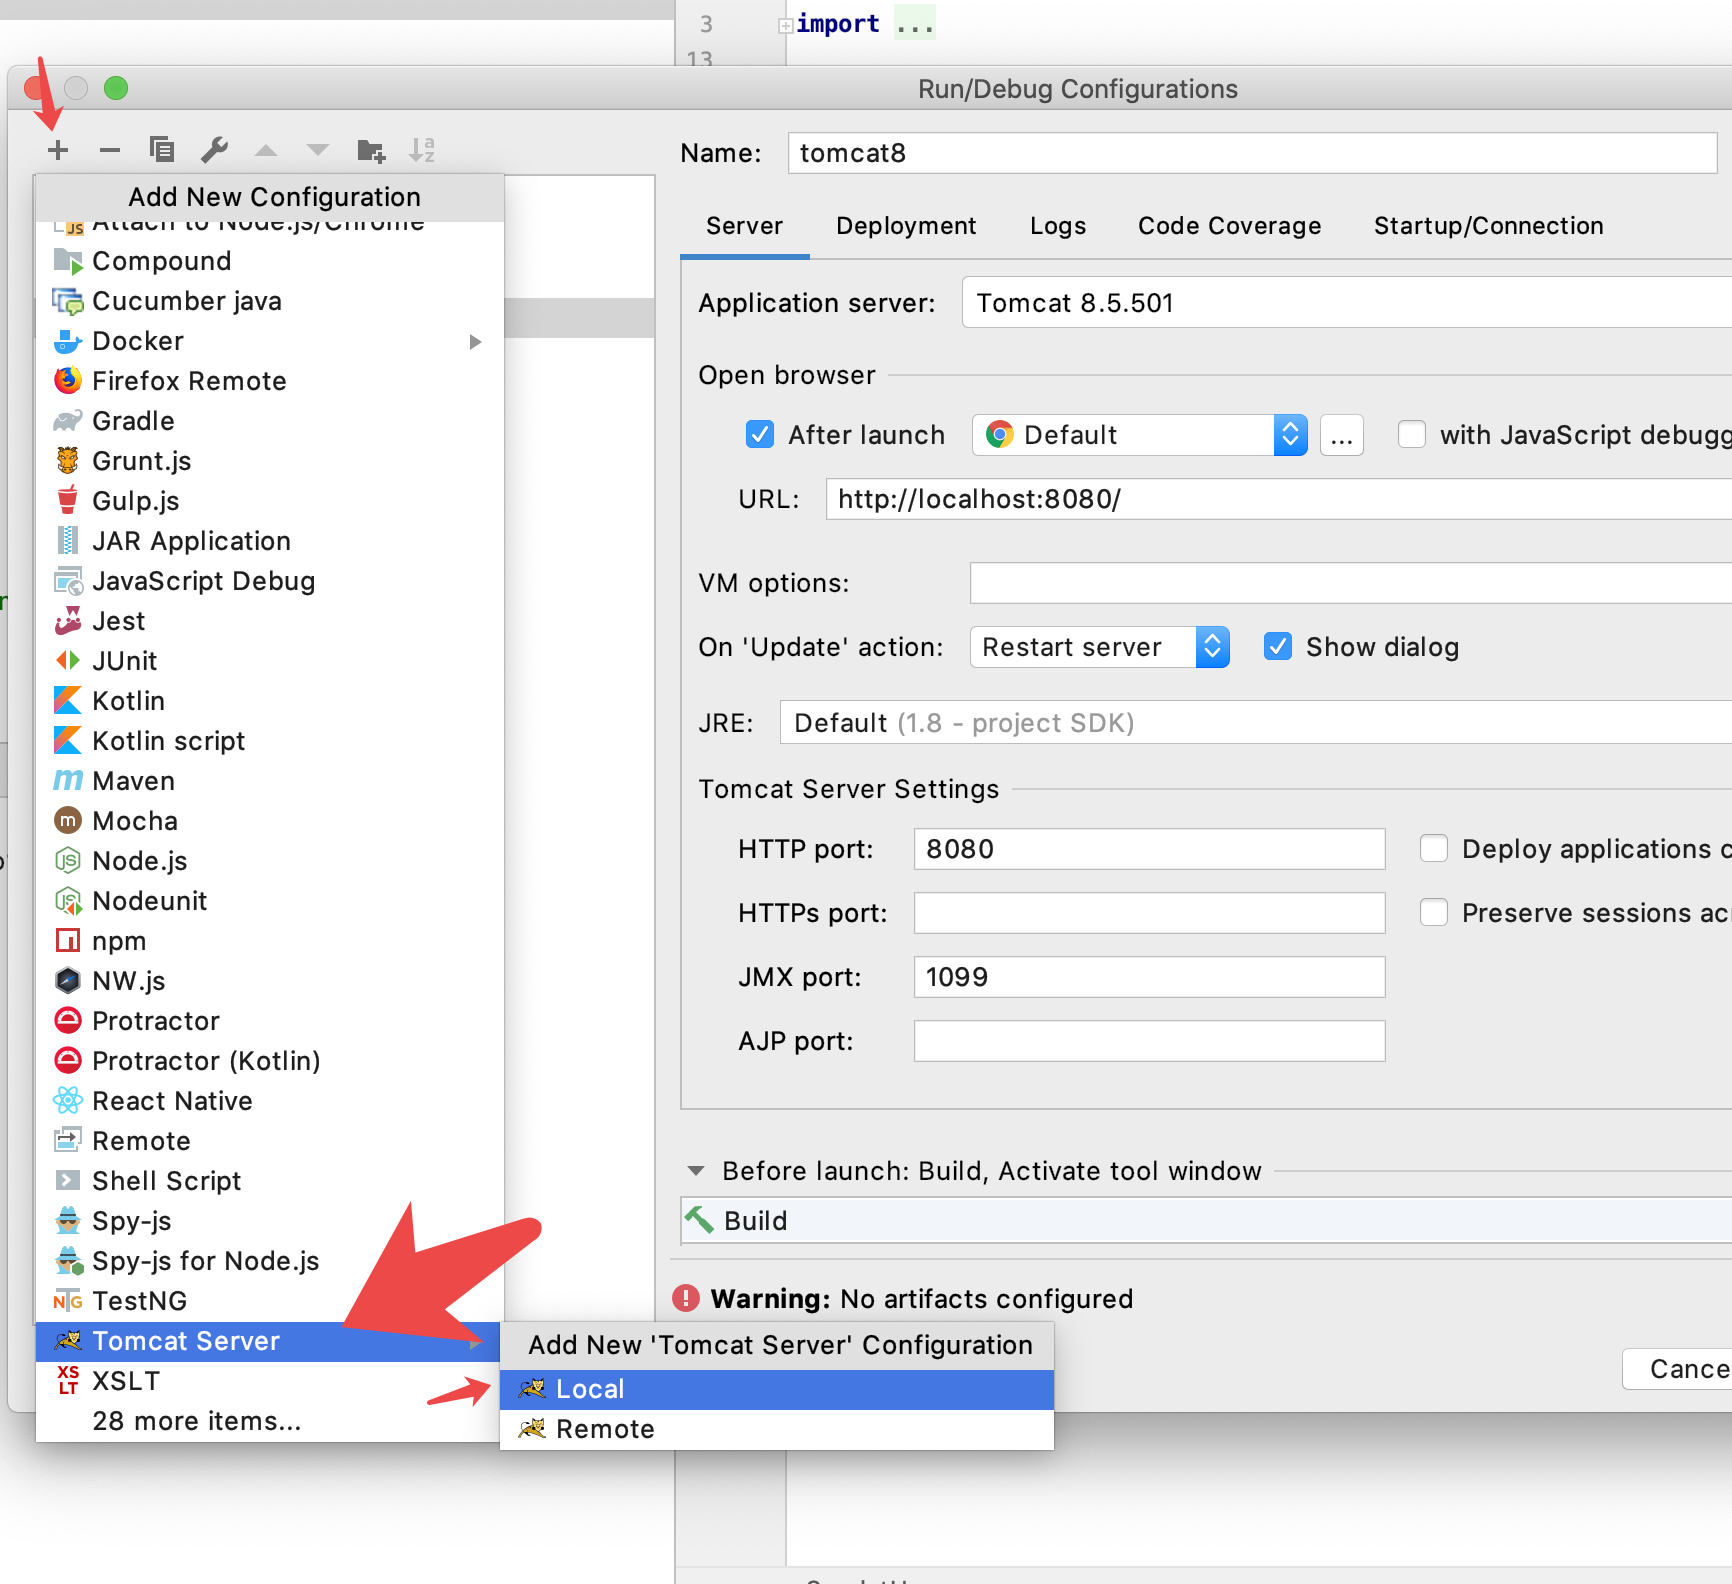 3
import ...
13
Run/Debug Configurations
Name: tomcat8
Add New Configuration
Attach to Node.js/Chrome
Compound
Cucumber java
Docker
Firefox Remote
Gradle
Grunt.js
Gulp.js
JAR Application
JavaScript Debug
Jest
JUnit
Kotlin
Kotlin script
Maven
Mocha
Node.js
Nodeunit
npm
NW.js
Protractor
Protractor (Kotlin)
React Native
Remote
Shell Script
Spy-js
Spy-js for Node.js
TestNG
Tomcat Server
XSLT
28 more items...
Server Deployment Logs Code Coverage Startup/Connection
Application server: Tomcat 8.5.501
Open browser
After launch Default ... with JavaScript debugg
URL: http://localhost:8080/
VM options:
On 'Update' action: Restart server Show dialog
JRE: Default (1.8 - project SDK)
Tomcat Server Settings
HTTP port: 8080 Deploy applications c
HTTPs port: Preserve sessions acr
JMX port: 1099
AJP port:
Before launch: Build, Activate tool window
Build
Warning: No artifacts configured
Add New 'Tomcat Server' Configuration
Local
Remote
Cance